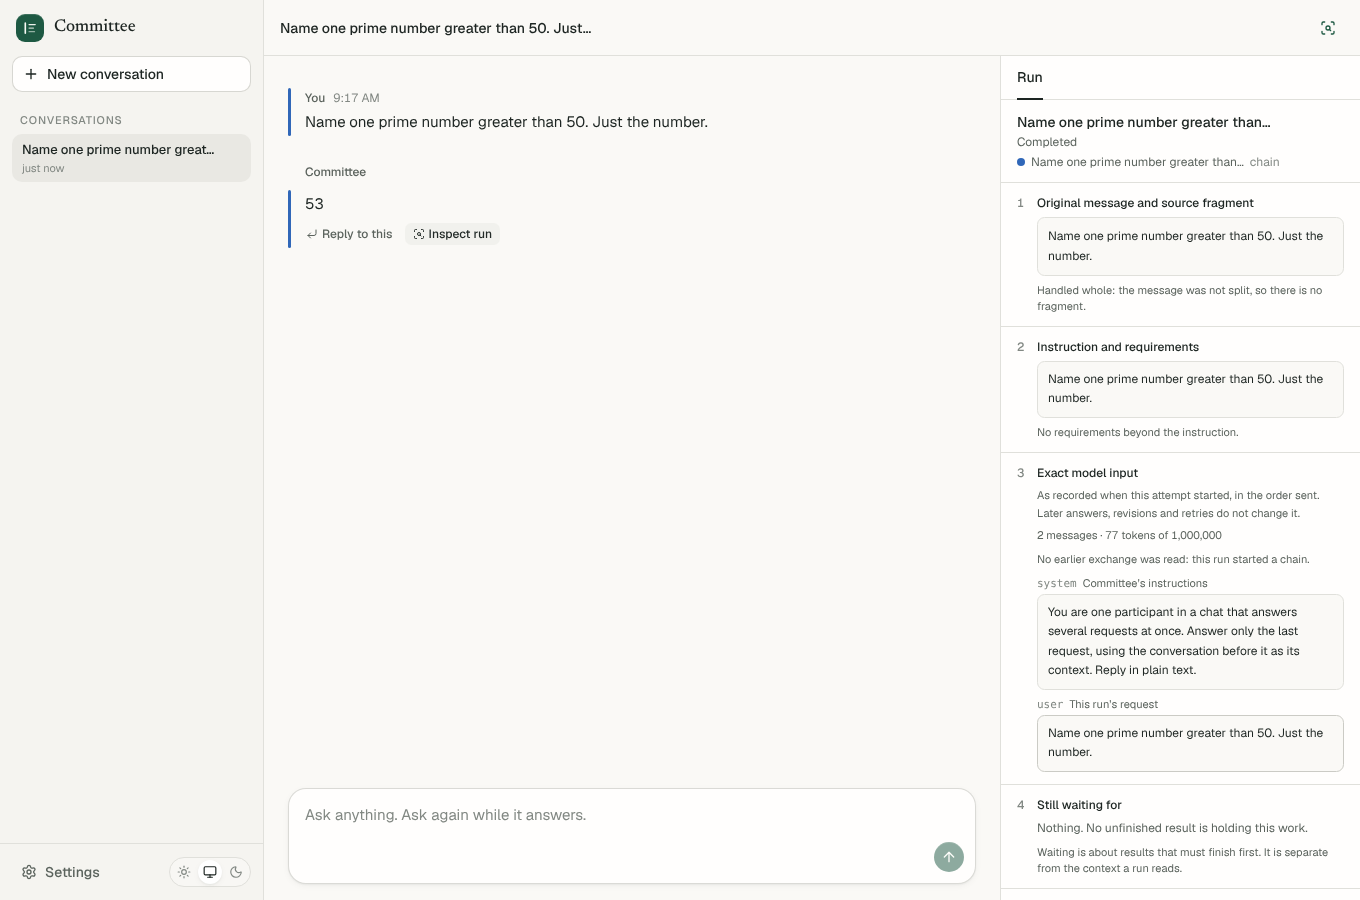 Committee
New conversation
CONVERSATIONS
Name one prime number great...
just now
Settings
Name one prime number greater than 50. Just...
You 9:17 AM
Name one prime number greater than 50. Just the number.
Committee
53
Reply to this Inspect run
Ask anything. Ask again while it answers.
Run
Name one prime number greater than...
Completed
Name one prime number greater than... chain
1 Original message and source fragment
Name one prime number greater than 50. Just the
number.
Handled whole: the message was not split, so there is no
fragment.
2 Instruction and requirements
Name one prime number greater than 50. Just the
number.
No requirements beyond the instruction.
3 Exact model input
As recorded when this attempt started, in the order sent.
Later answers, revisions and retries do not change it.
2 messages · 77 tokens of 1,000,000
No earlier exchange was read: this run started a chain.
system Committee's instructions
You are one participant in a chat that answers
several requests at once. Answer only the last
request, using the conversation before it as its
context. Reply in plain text.
user This run's request
Name one prime number greater than 50. Just the
number.
4 Still waiting for
Nothing. No unfinished result is holding this work.
Waiting is about results that must finish first. It is separate
from the context a run reads.